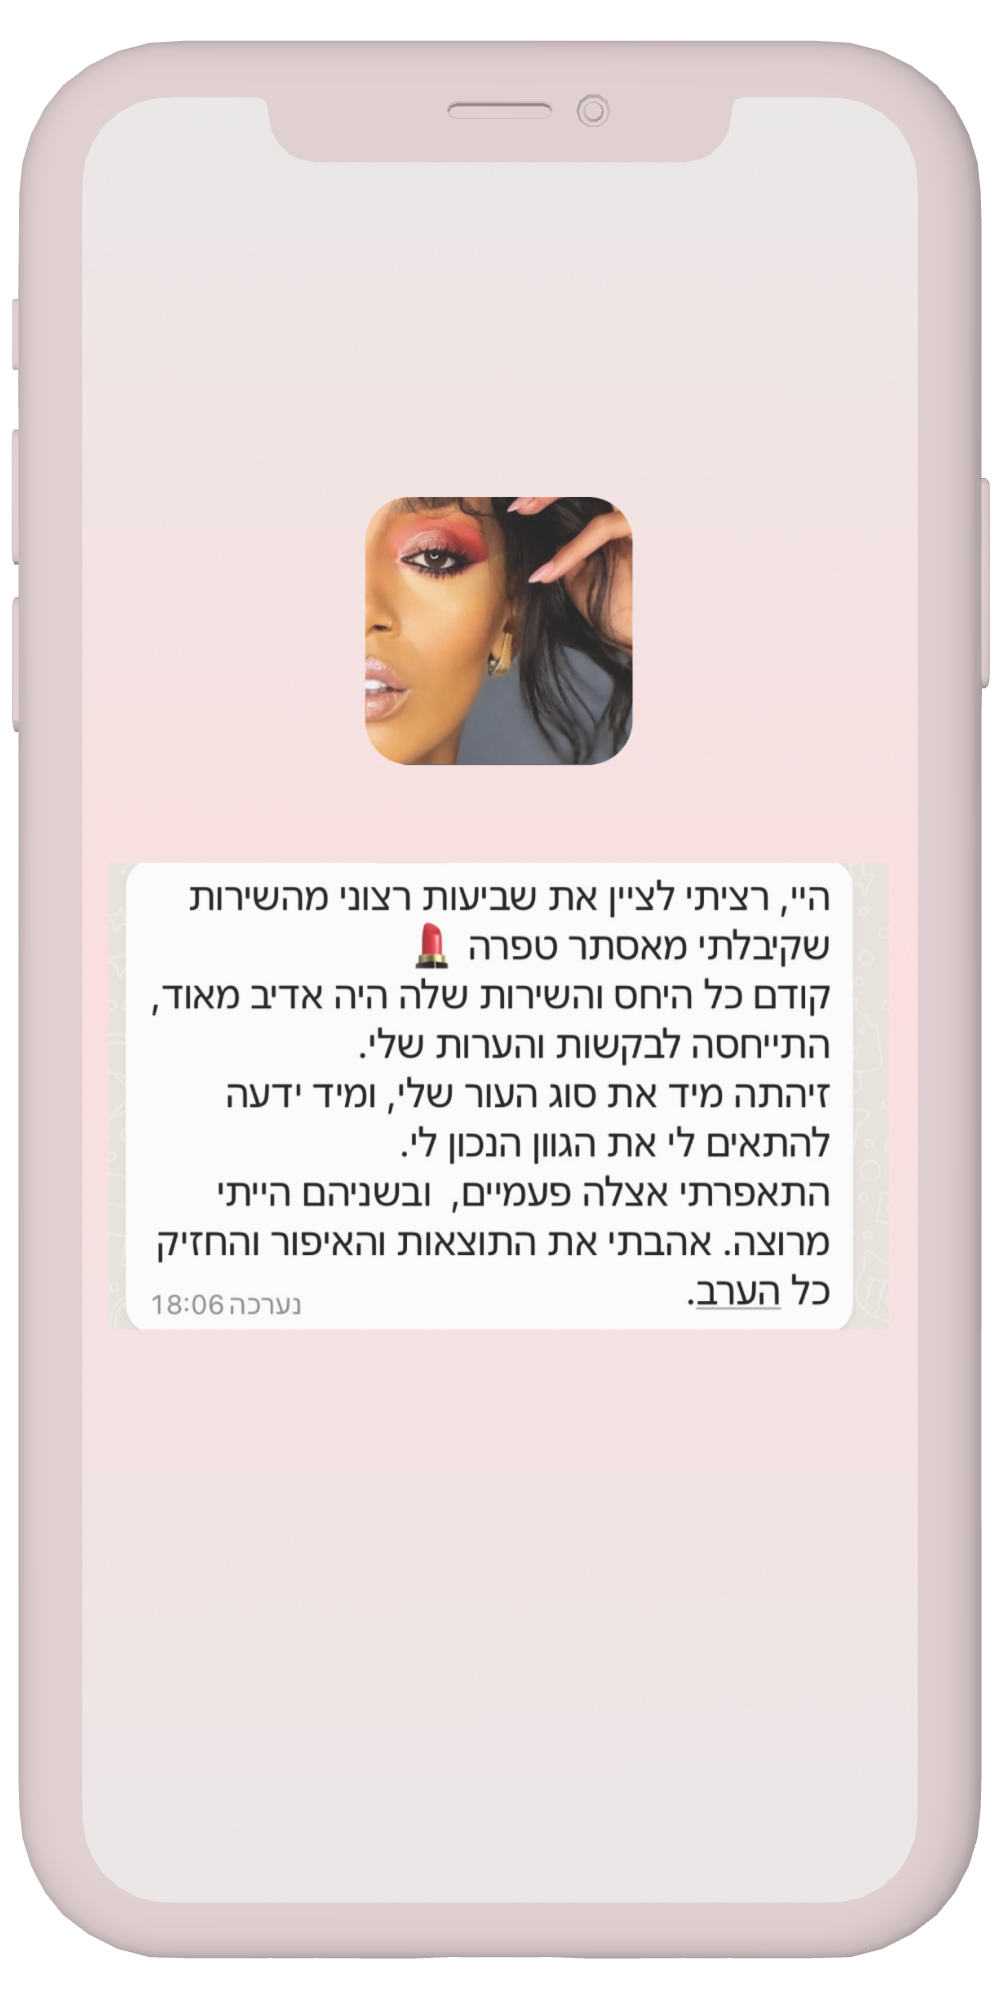 היי, רציתי לציין את שביעות רצוני מהשירות
שקיבלתי מאסתר טפרה 💄
קודם כל היחס והשירות שלה היה אדיב מאוד,
התייחסה לבקשות והערות שלי.
זיהתה מיד את סוג העור שלי, ומיד ידעה
להתאים לי את הגוון הנכון לי.
התאפרתי אצלה פעמיים,  ובשניהם הייתי
מרוצה. אהבתי את התוצאות והאיפור והחזיק
כל הערב.
נערכה 18:06